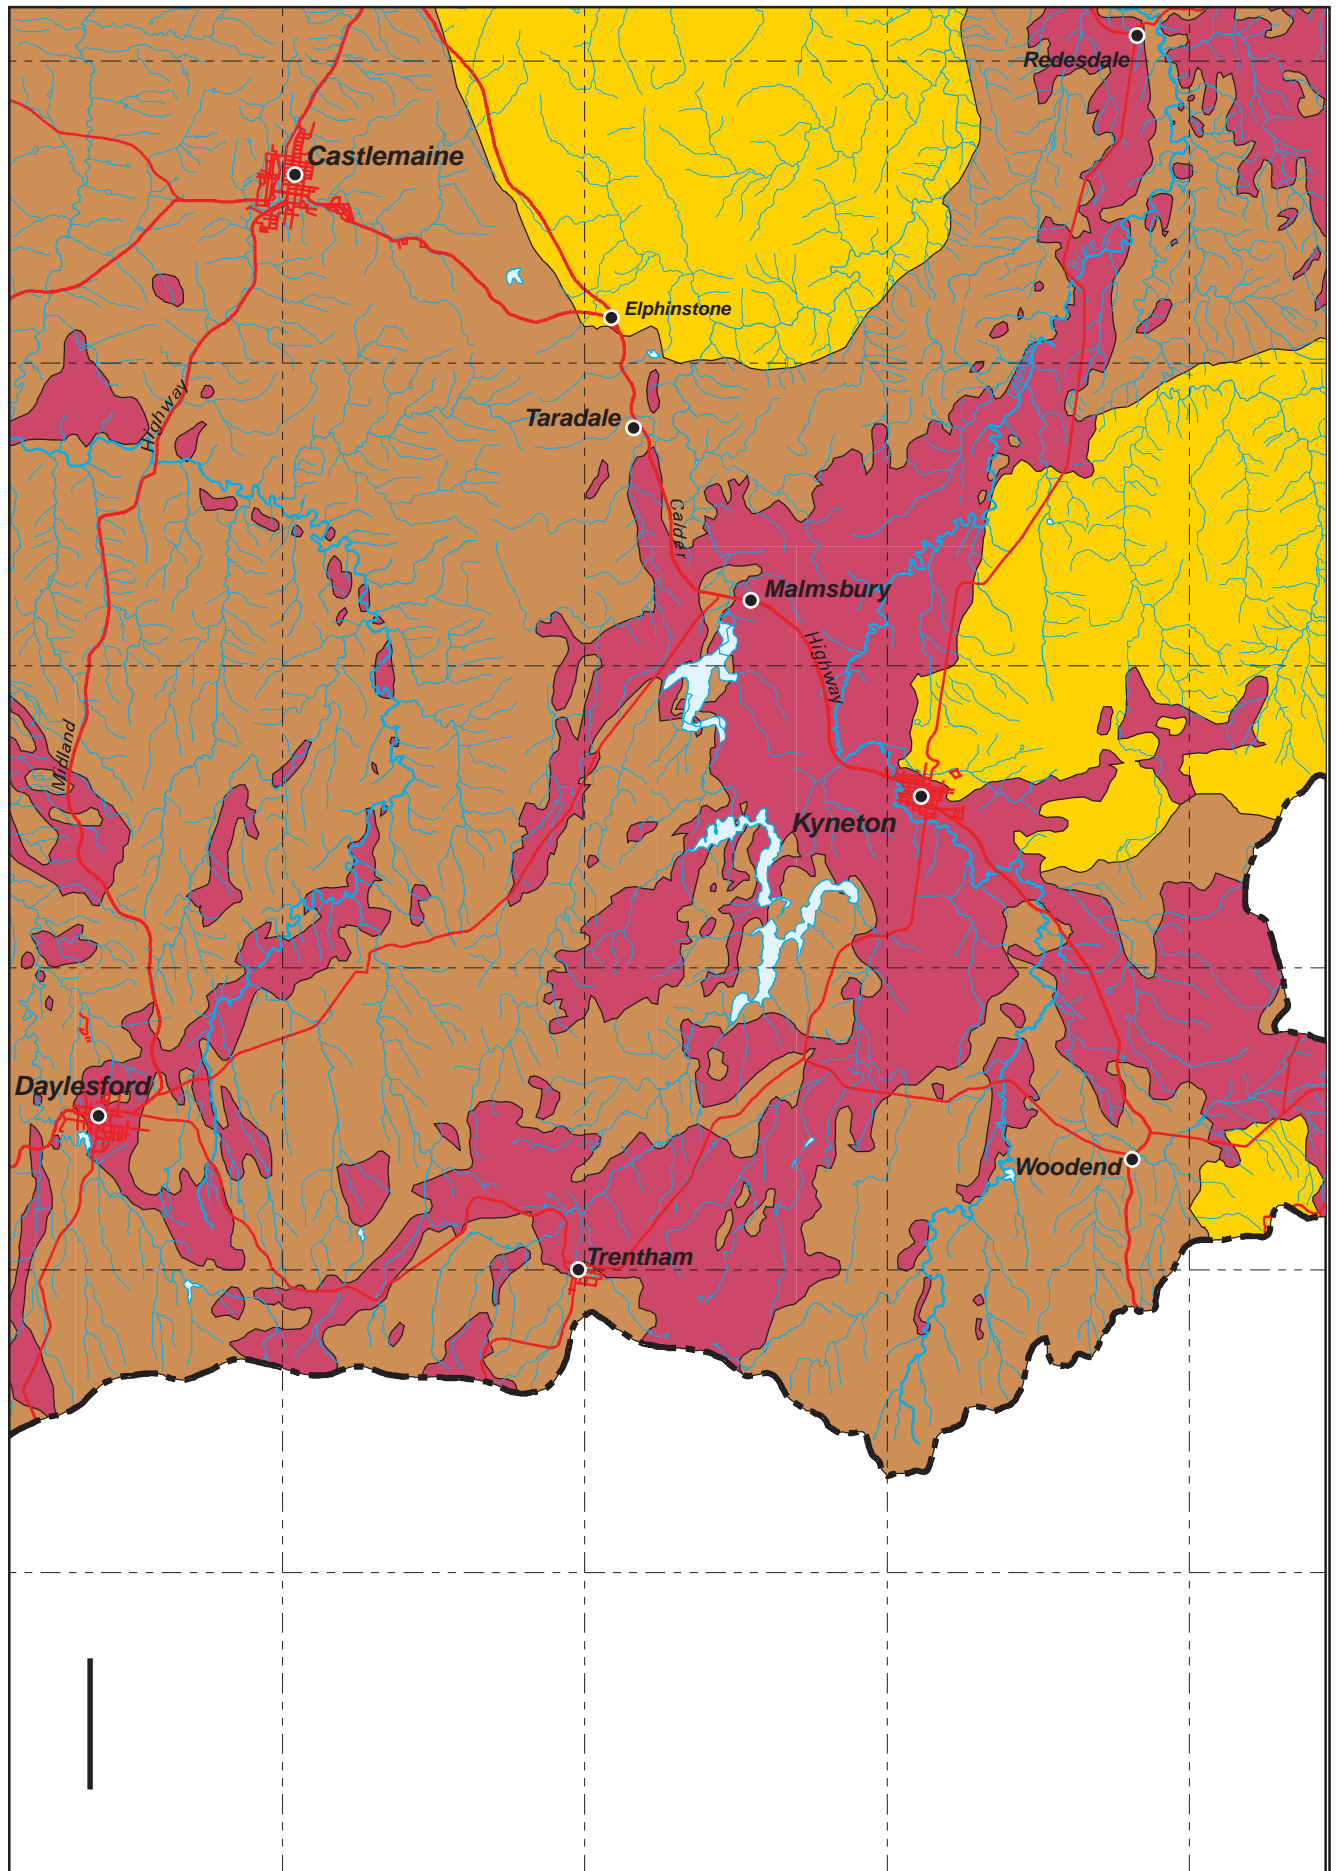 Redesdale
Castlemaine
Elphinstone
Highway
Taradale
Calder
Malmsbury
Highway
Midland
Kyneton
Daylesford
Woodend
Trentham